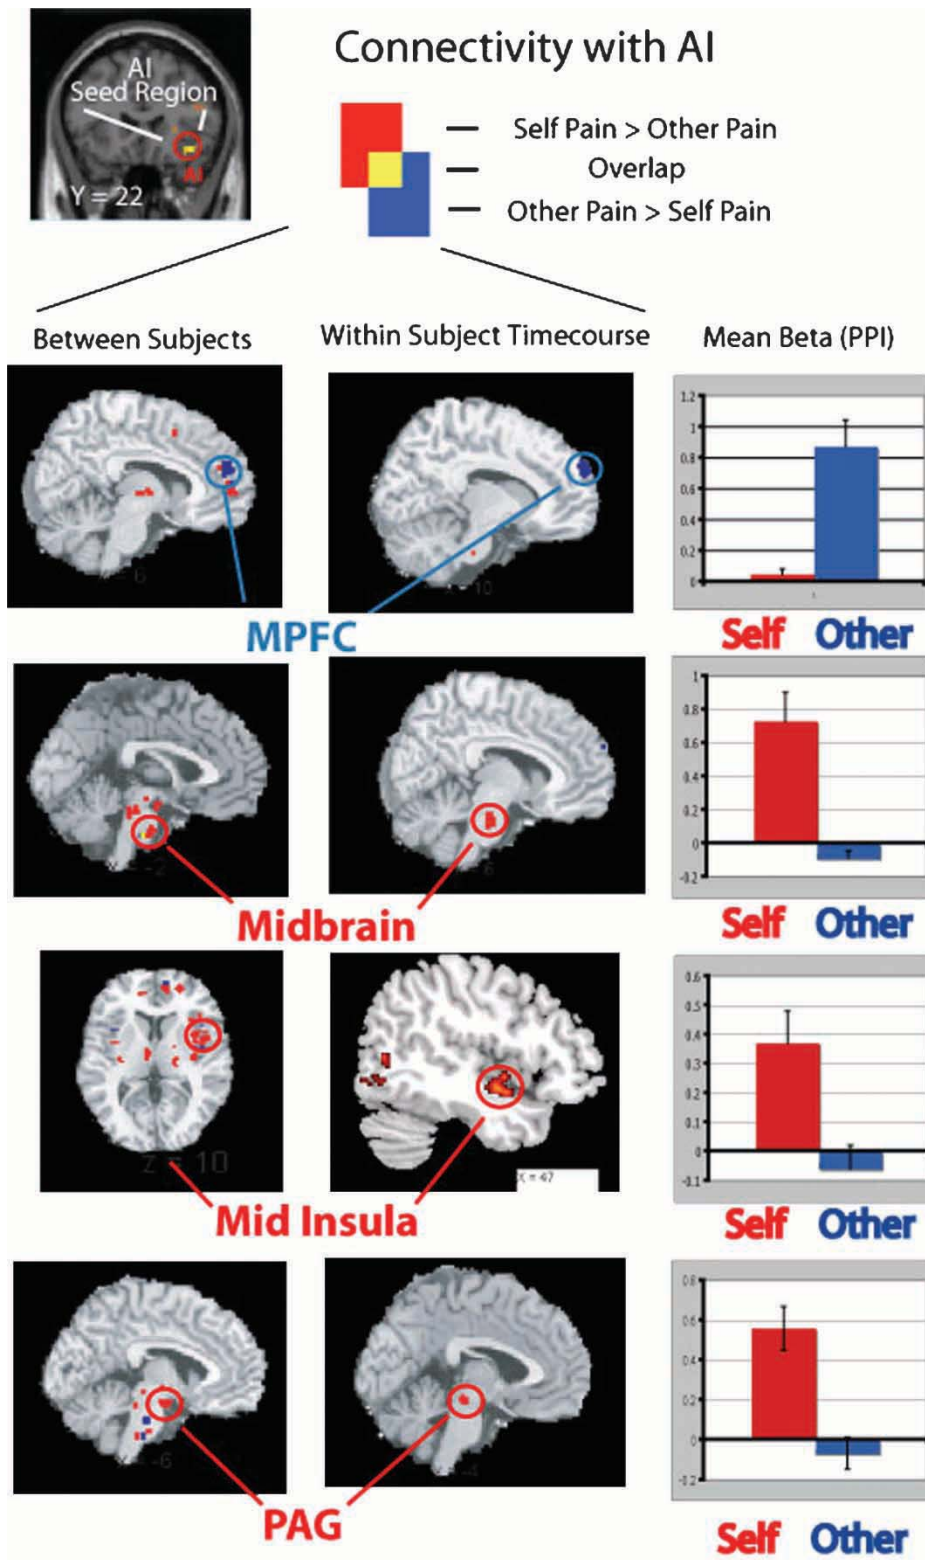 Connectivity with AI
AI
Seed Region
AI
Y = 22
Self Pain > Other Pain
Overlap
Other Pain > Self Pain
Between Subjects
Within Subject Timecourse
Mean Beta (PPI)
1.2
1
0.8
0.6
0.4
0.2
0
MPFC
Self Other
1
0.8
0.6
0.4
0.2
0
-0.2
Midbrain
Self Other
Z = 10
X = 47
0.6
0.5
0.4
0.3
0.2
0.1
0
-0.1
Mid Insula
Self Other
0.8
0.6
0.4
0.2
0
-0.2
PAG
Self Other